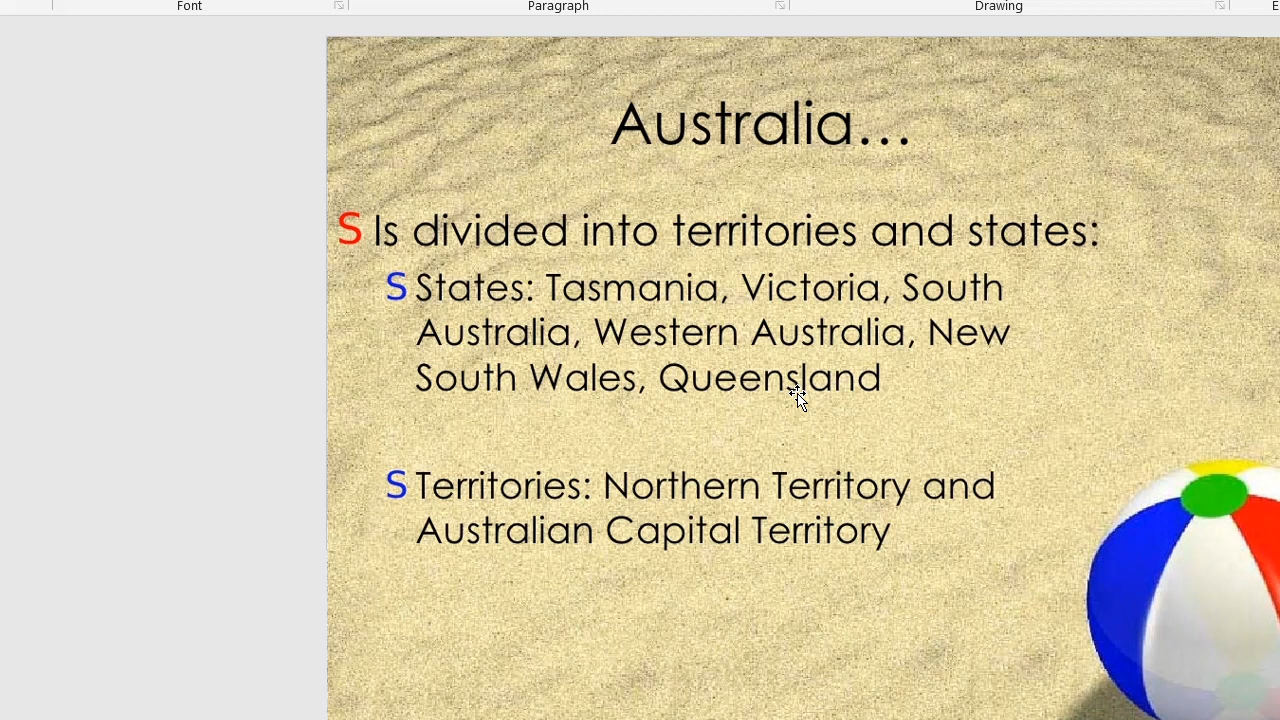 Font Paragraph Drawing E
Australia…
S Is divided into territories and states:
S States: Tasmania, Victoria, South
Australia, Western Australia, New
South Wales, Queensland
S Territories: Northern Territory and
Australian Capital Territory